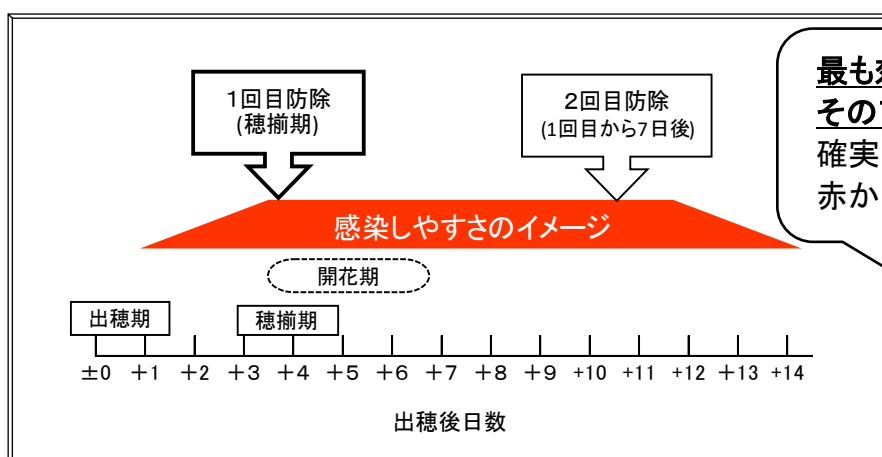 1回目防除
(穂揃期)
２回目防除
(1回目から7日後)
最も
その
確実
赤か
感染しやすさのイメージ
開花期
出穂期
穂揃期
±0 +1 +2 +3 +4 +5 +6 +7 +8 +9 +10 +11 +12 +13 +14
出穂後日数